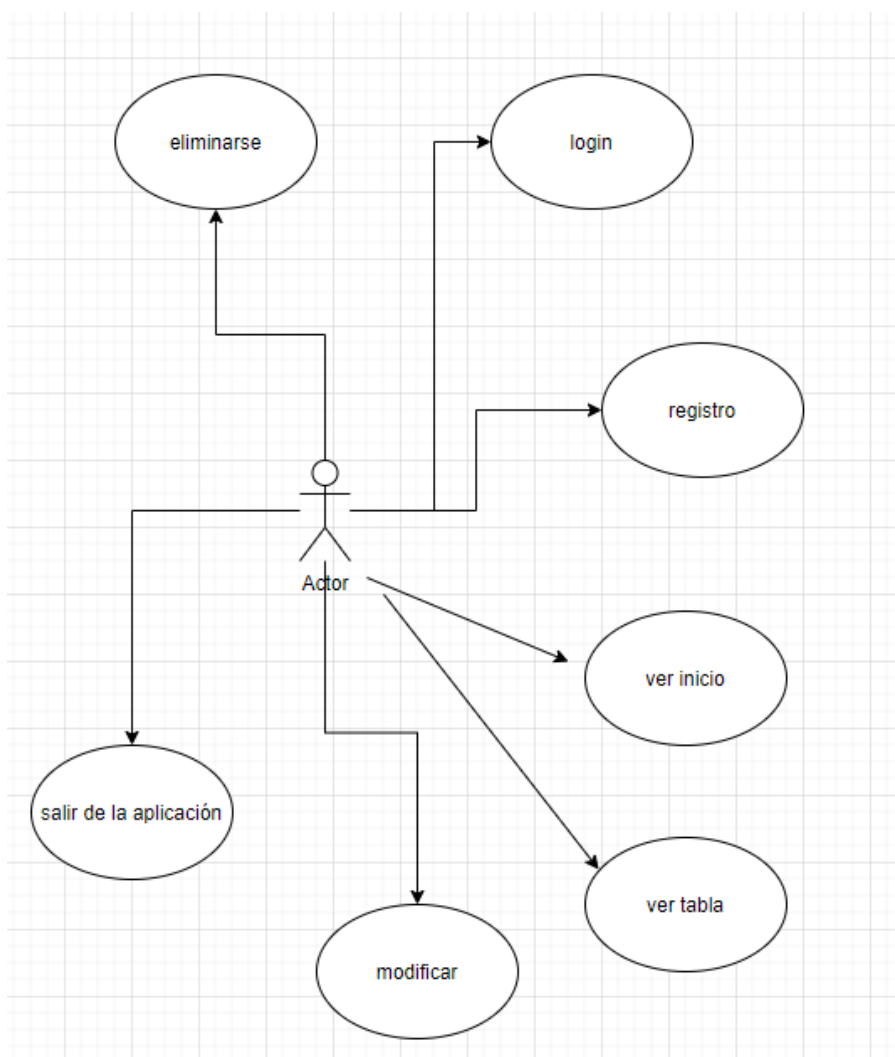 eliminarse
login
registro
Actor
ver inicio
salir de la aplicación
ver tabla
modificar